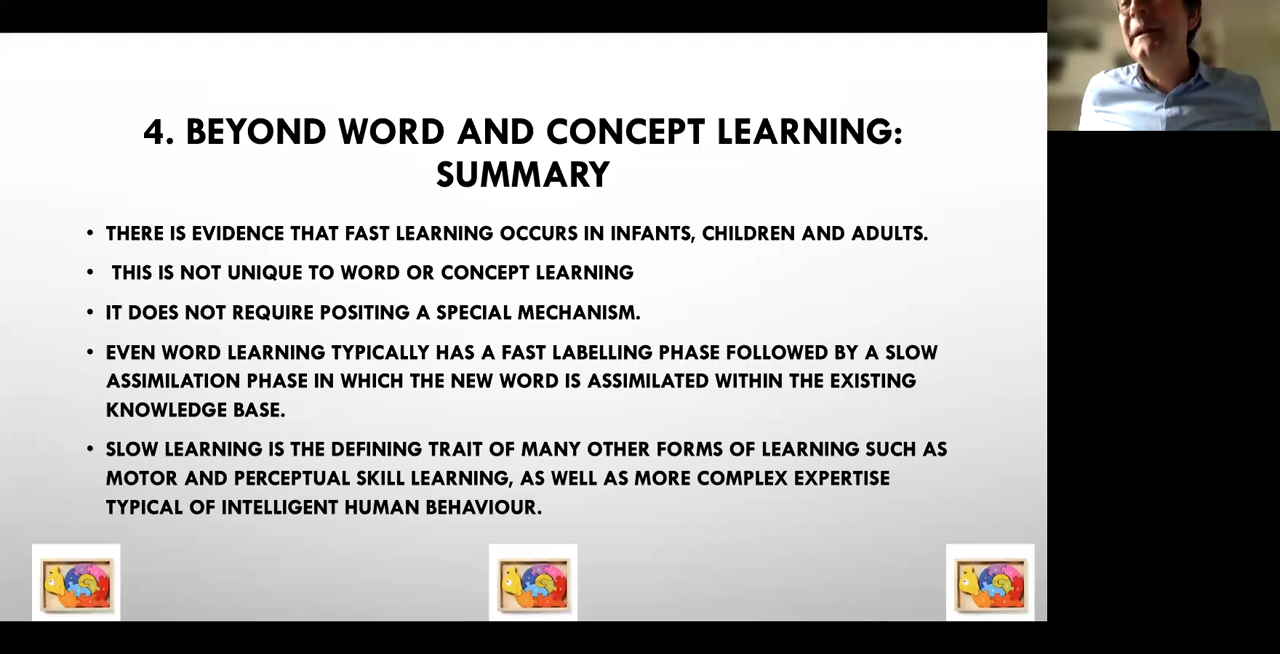 4. BEYOND WORD AND CONCEPT LEARNING:
SUMMARY
• THERE IS EVIDENCE THAT FAST LEARNING OCCURS IN INFANTS, CHILDREN AND ADULTS.
• THIS IS NOT UNIQUE TO WORD OR CONCEPT LEARNING
• IT DOES NOT REQUIRE POSITING A SPECIAL MECHANISM.
• EVEN WORD LEARNING TYPICALLY HAS A FAST LABELLING PHASE FOLLOWED BY A SLOW
ASSIMILATION PHASE IN WHICH THE NEW WORD IS ASSIMILATED WITHIN THE EXISTING
KNOWLEDGE BASE.
• SLOW LEARNING IS THE DEFINING TRAIT OF MANY OTHER FORMS OF LEARNING SUCH AS
MOTOR AND PERCEPTUAL SKILL LEARNING, AS WELL AS MORE COMPLEX EXPERTISE
TYPICAL OF INTELLIGENT HUMAN BEHAVIOUR.